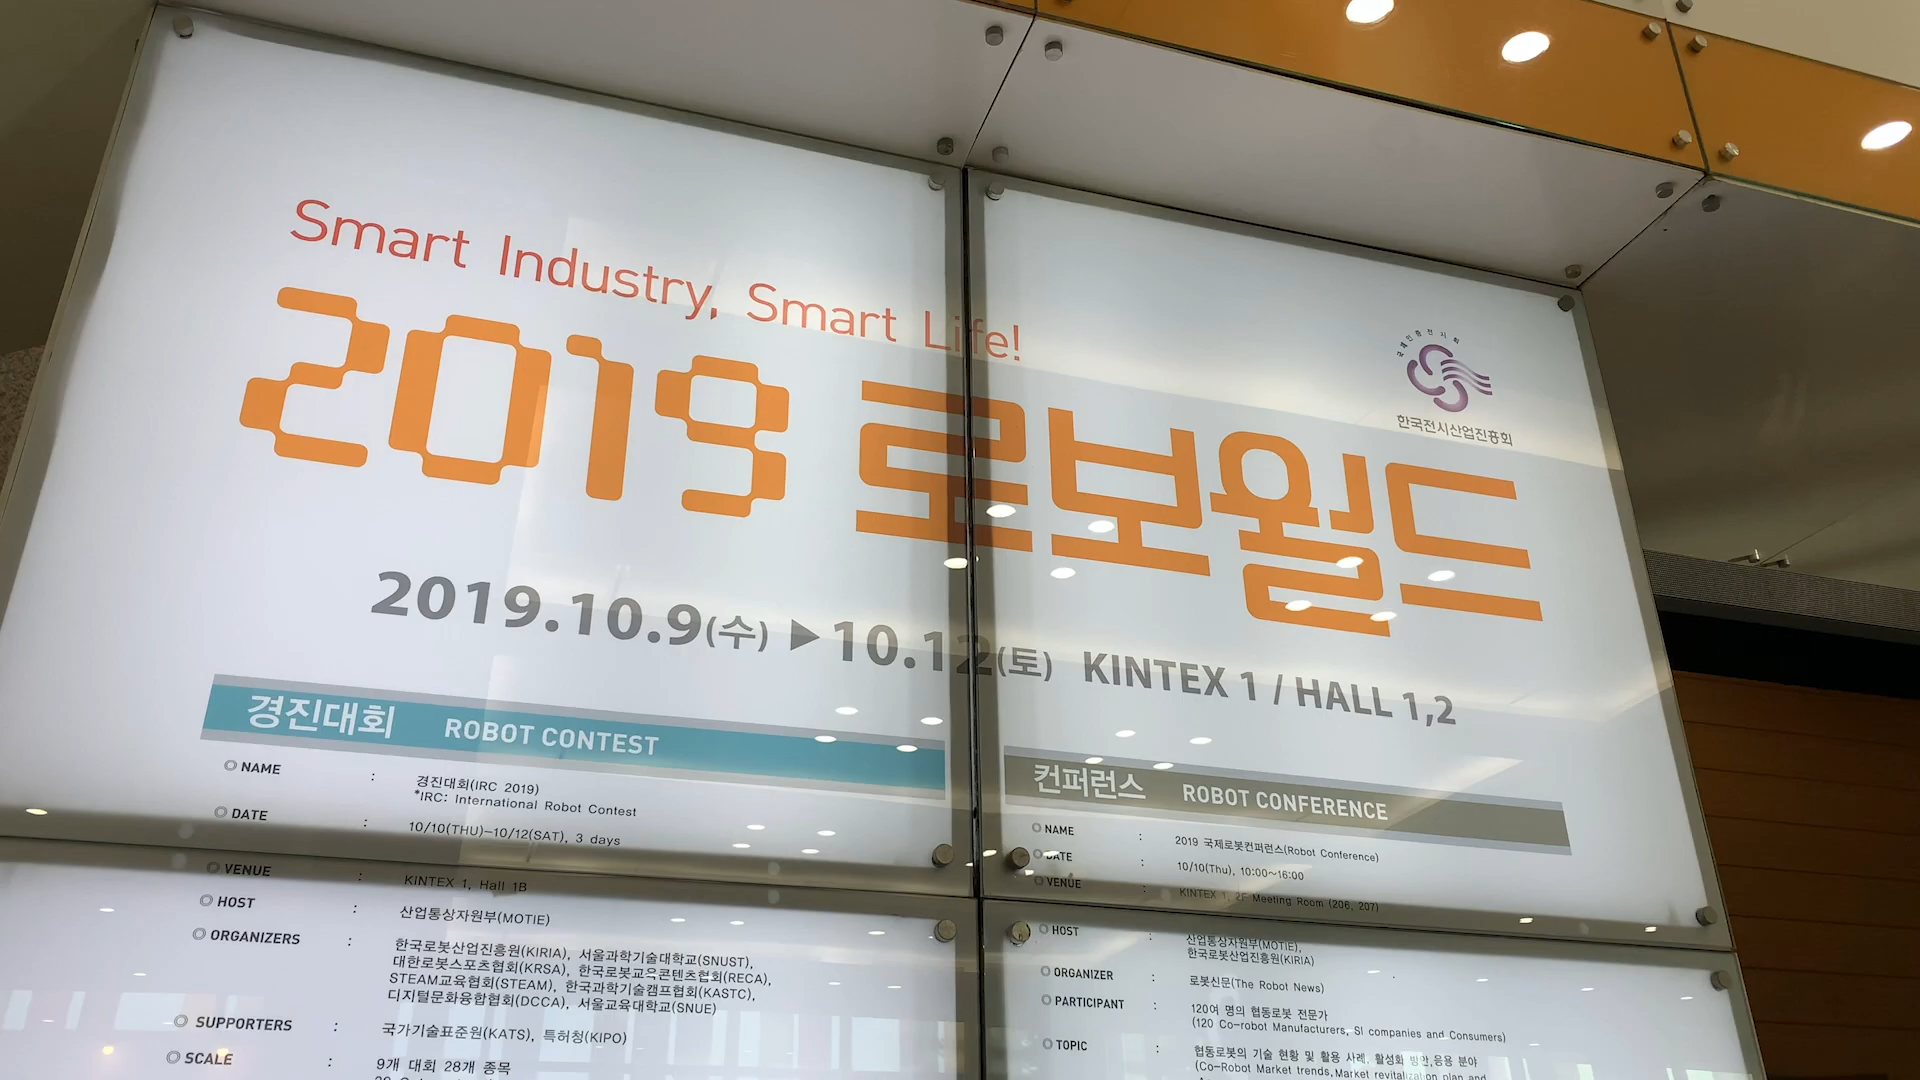 Smart Industry, Smart Life!
2019 로보월드
국제인증전시회
한국전시산업진흥회
2019.10.9(수) ▶ 10.12(토) KINTEX 1 / HALL 1,2
경진대회 ROBOT CONTEST
◎ NAME : 경진대회(IRC 2019)
*IRC: International Robot Contest
◎ DATE : 10/10(THU)-10/12(SAT), 3 days
◎ VENUE : KINTEX 1, Hall 1B
◎ HOST : 산업통상자원부(MOTIE)
◎ ORGANIZERS : 한국로봇산업진흥원(KIRIA), 서울과학기술대학교(SNUST),
대한로봇스포츠협회(KRSA), 한국로봇교육콘텐츠협회(RECA),
STEAM교육협회(STEAM), 한국과학기술캠프협회(KASTC),
디지털문화융합협회(DCCA), 서울교육대학교(SNUE)
◎ SUPPORTERS : 국가기술표준원(KATS), 특허청(KIPO)
◎ SCALE : 9개 대회 28개 종목
컨퍼런스 ROBOT CONFERENCE
◎ NAME : 2019 국제로봇컨퍼런스(Robot Conference)
◎ DATE : 10/10(Thu), 10:00~16:00
◎ VENUE : KINTEX 1, 2F Meeting Room (206, 207)
◎ HOST : 산업통상자원부(MOTIE),
한국로봇산업진흥원(KIRIA)
◎ ORGANIZER : 로봇신문(The Robot News)
◎ PARTICIPANT : 120여 명의 협동로봇 전문가
(120 Co-robot Manufacturers, SI companies and Consumers)
◎ TOPIC : 협동로봇의 기술 현황 및 활용 사례, 활성화 방안,응용 분야
(Co-Robot Market trends,Market revitalization plan and